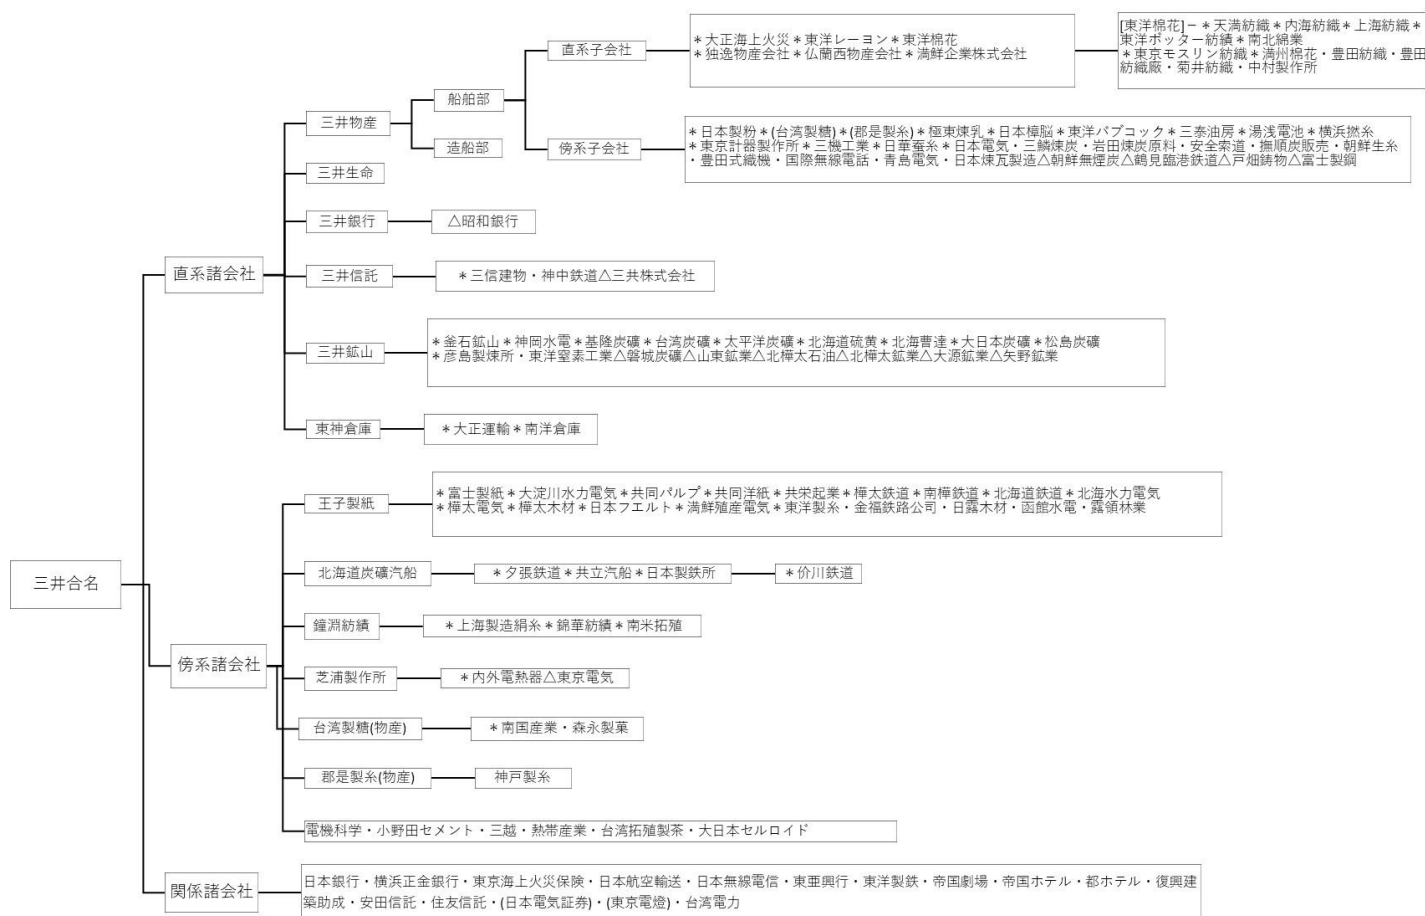 [東洋棉花]－＊天満紡織＊内海紡織＊上海紡織＊
東洋ポッター紡績＊南北綿業
＊東京モスリン紡織＊満州棉花・豊田紡織・豊田
紡織廠・菊井紡織・中村製作所
直系子会社
＊大正海上火災＊東洋レーヨン＊東洋棉花
＊独逸物産会社＊仏蘭西物産会社＊満鮮企業株式会社
船舶部
三井物産
造船部
傍系子会社
＊日本製粉＊(台湾製糖)＊(郡是製糸)＊極東煉乳＊日本樟脳＊東洋バブコック＊三泰油房＊湯浅電池＊横浜撚糸
＊東京計器製作所＊三機工業＊日華蚕糸＊日本電気・三鱗煉炭・岩田煉炭原料・安全索道・撫順炭販売・朝鮮生糸
・豊田式織機・国際無線電話・青島電気・日本煉瓦製造△朝鮮無煙炭△鶴見臨港鉄道△戸畑鋳物△富士製鋼
三井生命
三井銀行
△昭和銀行
直系諸会社
三井信託
＊三信建物・神中鉄道△三共株式会社
三井鉱山
＊釜石鉱山＊神岡水電＊基隆炭礦＊台湾炭礦＊太平洋炭礦＊北海道硫黄＊北海曹達＊大日本炭礦＊松島炭礦
＊彦島製煉所・東洋窒素工業△磐城炭礦△山東鉱業△北樺太石油△北樺太鉱業△大源鉱業△矢野鉱業
東神倉庫
＊大正運輸＊南洋倉庫
王子製紙
＊富士製紙＊大淀川水力電気＊共同パルプ＊共同洋紙＊共栄起業＊樺太鉄道＊南樺鉄道＊北海道鉄道＊北海水力電気
＊樺太電気＊樺太木材＊日本フエルト＊満鮮殖産電気＊東洋製糸・金福鉄路公司・日露木材・函館水電・露領林業
三井合名
北海道炭礦汽船
＊夕張鉄道＊共立汽船＊日本製鉄所
＊价川鉄道
鐘淵紡績
＊上海製造絹糸＊錦華紡績＊南米拓殖
傍系諸会社
芝浦製作所
＊内外電熱器△東京電気
台湾製糖(物産)
＊南国産業・森永製菓
郡是製糸(物産)
神戸製糸
電機科学・小野田セメント・三越・熱帯産業・台湾拓殖製茶・大日本セルロイド
関係諸会社
日本銀行・横浜正金銀行・東京海上火災保険・日本航空輸送・日本無線電信・東亜興行・東洋製鉄・帝国劇場・帝国ホテル・都ホテル・復興建
築助成・安田信託・住友信託・(日本電気証券)・(東京電燈)・台湾電力